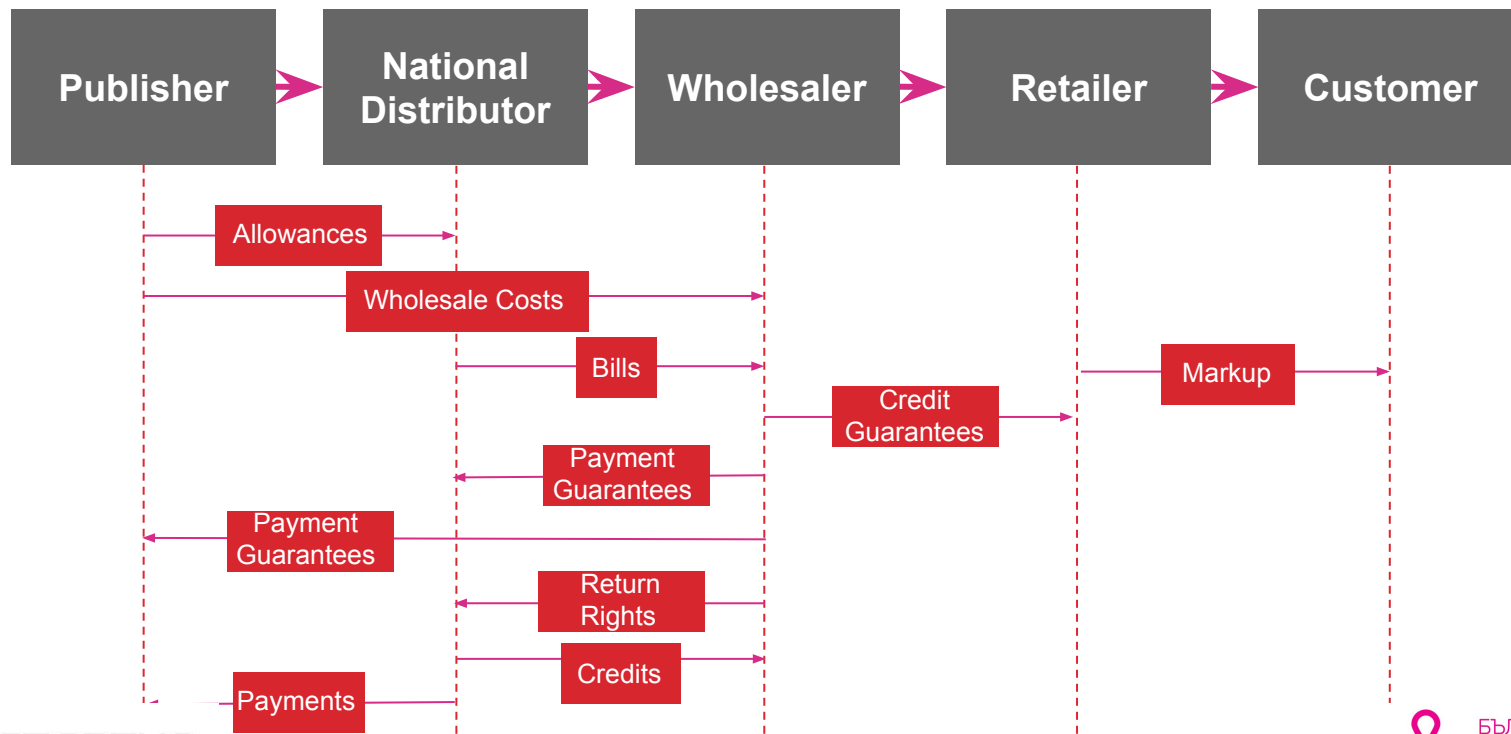 Publisher
National
Distributor
Wholesaler
Retailer
Customer
Allowances
Wholesale Costs
Bills
Markup
Credit
Guarantees
Payment
Guarantees
Payment
Guarantees
Return
Rights
Credits
Payments